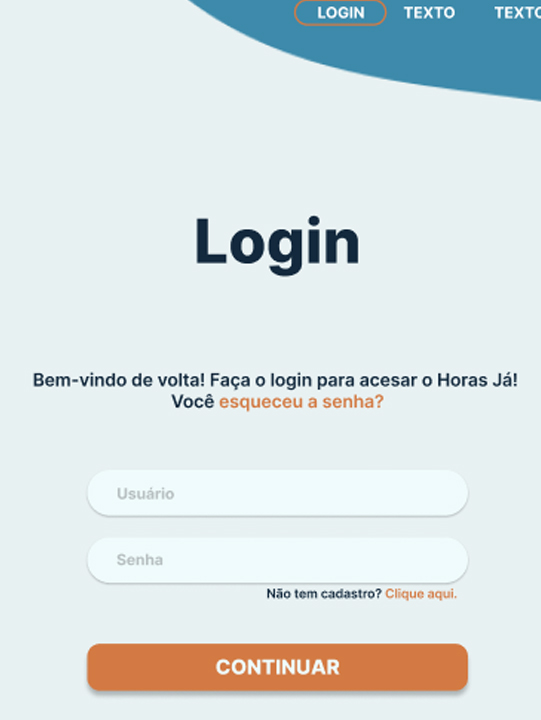 LOGIN TEXTO TEXTO
Login
Bem-vindo de volta! Faça o login para acesar o Horas Já!
Você esqueceu a senha?
Usuário
Senha
Não tem cadastro? Clique aqui.
CONTINUAR